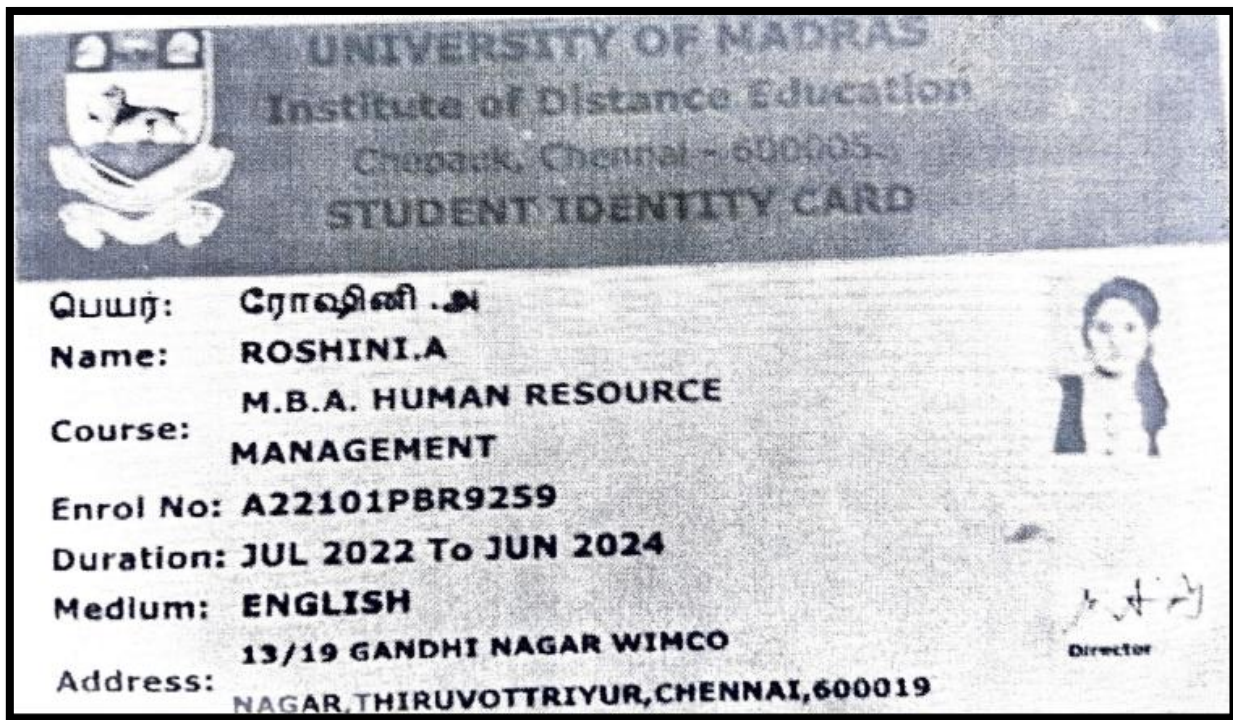 UNIVERSITY OF MADRAS
Institute of Distance Education
Chepauk, Chennai - 600005.
STUDENT IDENTITY CARD
பெயர்: ரோஷினி .அ
Name: ROSHINI.A
Course: M.B.A. HUMAN RESOURCE
MANAGEMENT
Enrol No: A22101PBR9259
Duration: JUL 2022 To JUN 2024
Medium: ENGLISH
Address: 13/19 GANDHI NAGAR WIMCO
NAGAR,THIRUVOTTRIYUR,CHENNAI,600019
Director